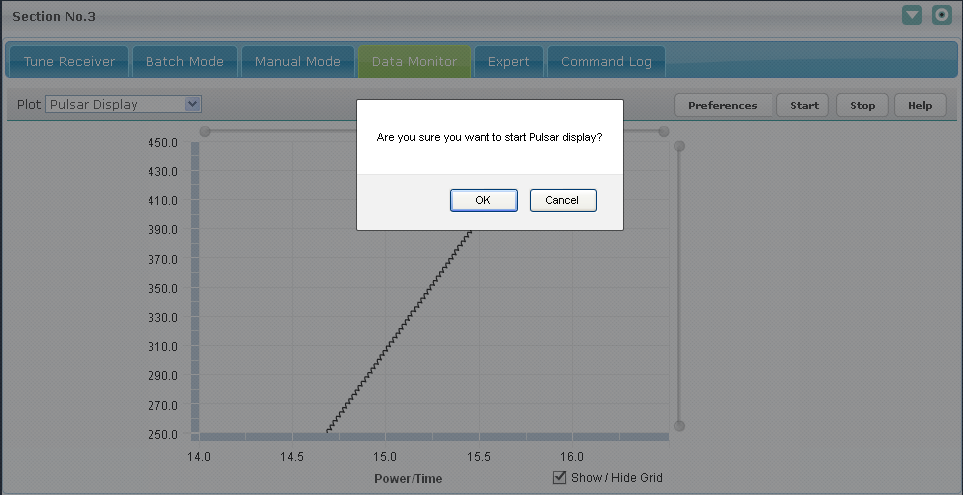 Section No.3
Tune Receiver Batch Mode Manual Mode Data Monitor Expert Command Log
Plot Pulsar Display Preferences Start Stop Help
Are you sure you want to start Pulsar display?
OK Cancel
450.0
430.0
410.0
390.0
370.0
350.0
330.0
310.0
290.0
270.0
250.0
14.0 14.5 15.0 15.5 16.0
Power/Time
Show / Hide Grid